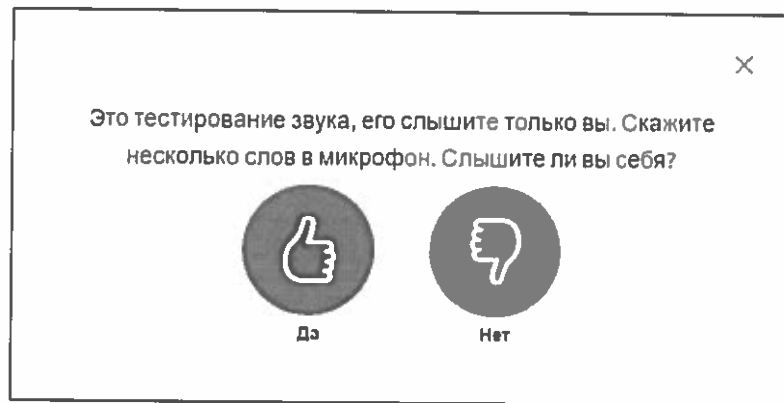 Это тестирование звука, его слышите только вы. Скажите
несколько слов в микрофон. Слышите ли вы себя?
Да
Нет